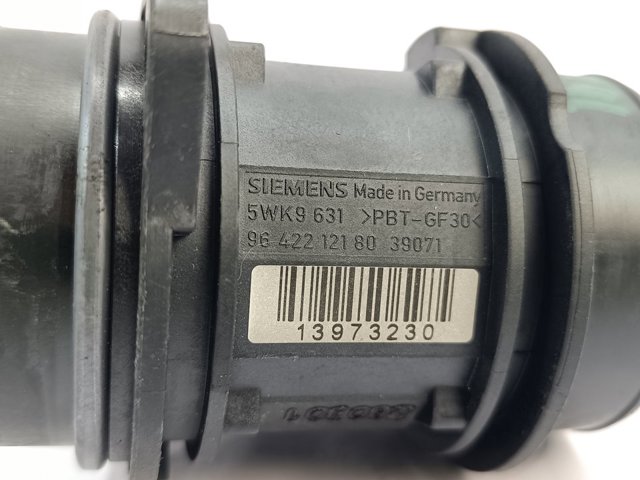 SIEMENS Made in Germany
5WK9 631 >PBT-GF30<
96 422 121 80 39071
13973230